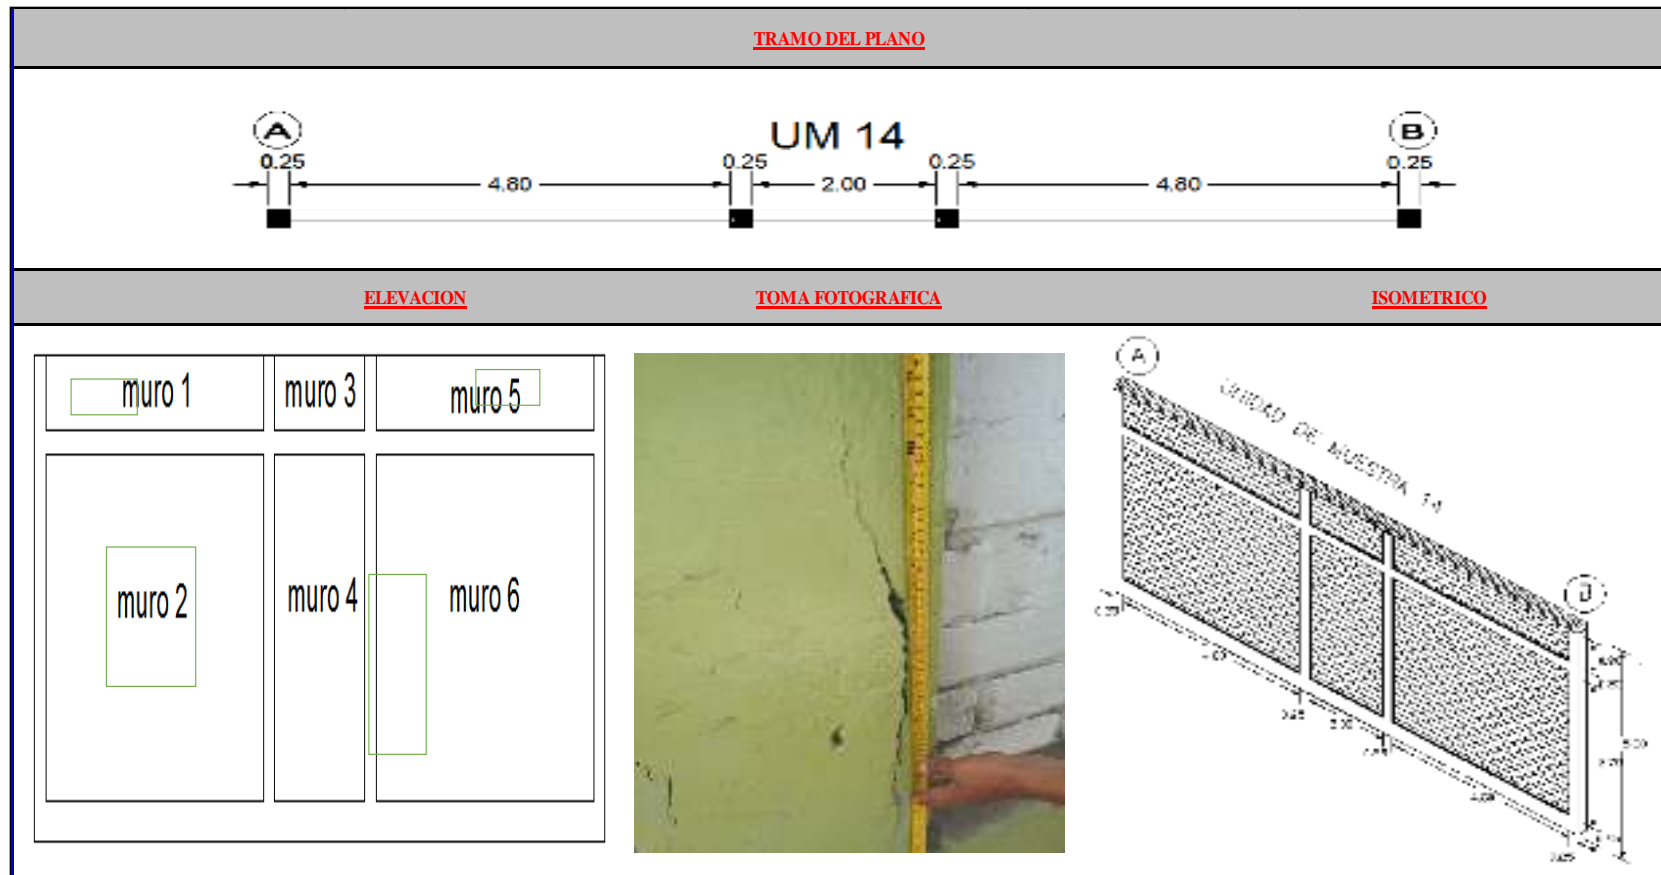 TRAMO DEL PLANO
A B
UM 14
0.25 0.25 0.25 0.25
4.80 2.00 4.80
ELEVACION TOMA FOTOGRAFICA ISOMETRICO
muro 1 muro 3 muro 5
muro 2 muro 4 muro 6
A
UNIDAD DE MUESTRA 14